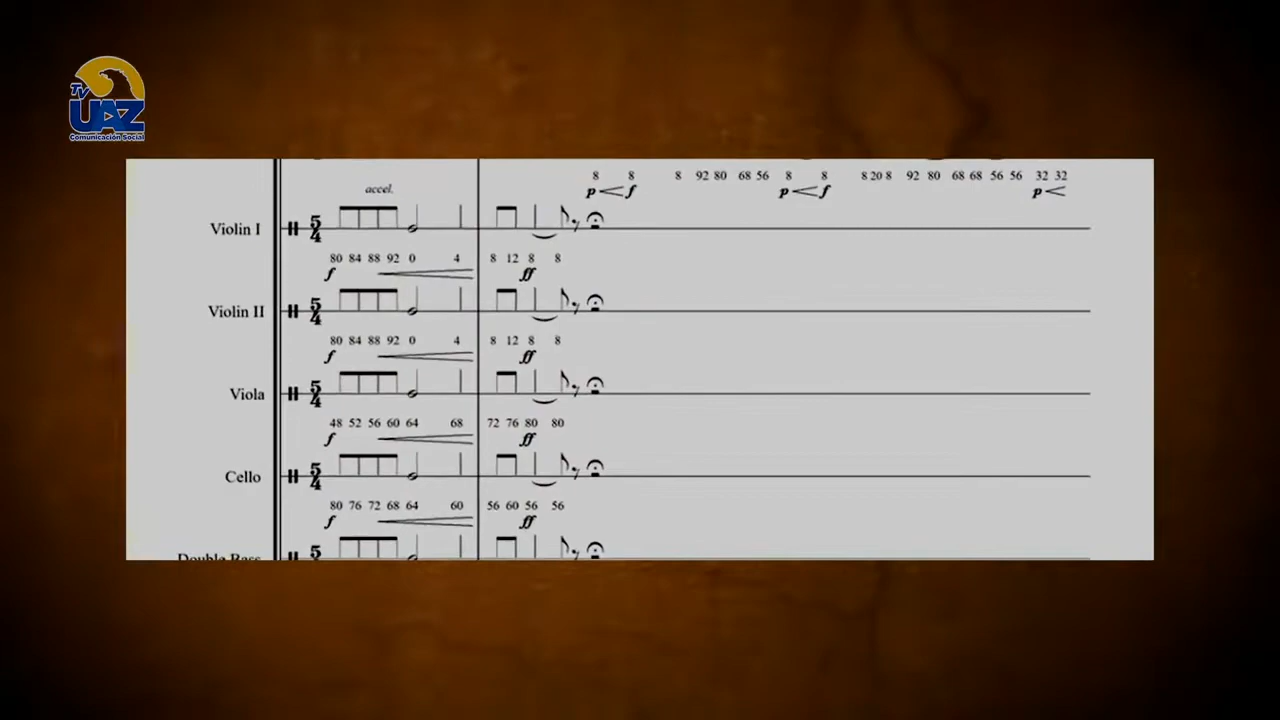 TV
UAZ
Comunicación Social
8 8 8 92 80 68 56 8 8 8 20 8 92 80 68 68 56 56 32 32
p f p f p
accel.
Violin I 5 4
80 84 88 92 0 4 8 12 8 8
f ff
Violin II 5 4
80 84 88 92 0 4 8 12 8 8
f ff
Viola 5 4
48 52 56 60 64 68 72 76 80 80
f ff
Cello 5 4
80 76 72 68 64 60 56 60 56 56
f ff
Double Bass 5